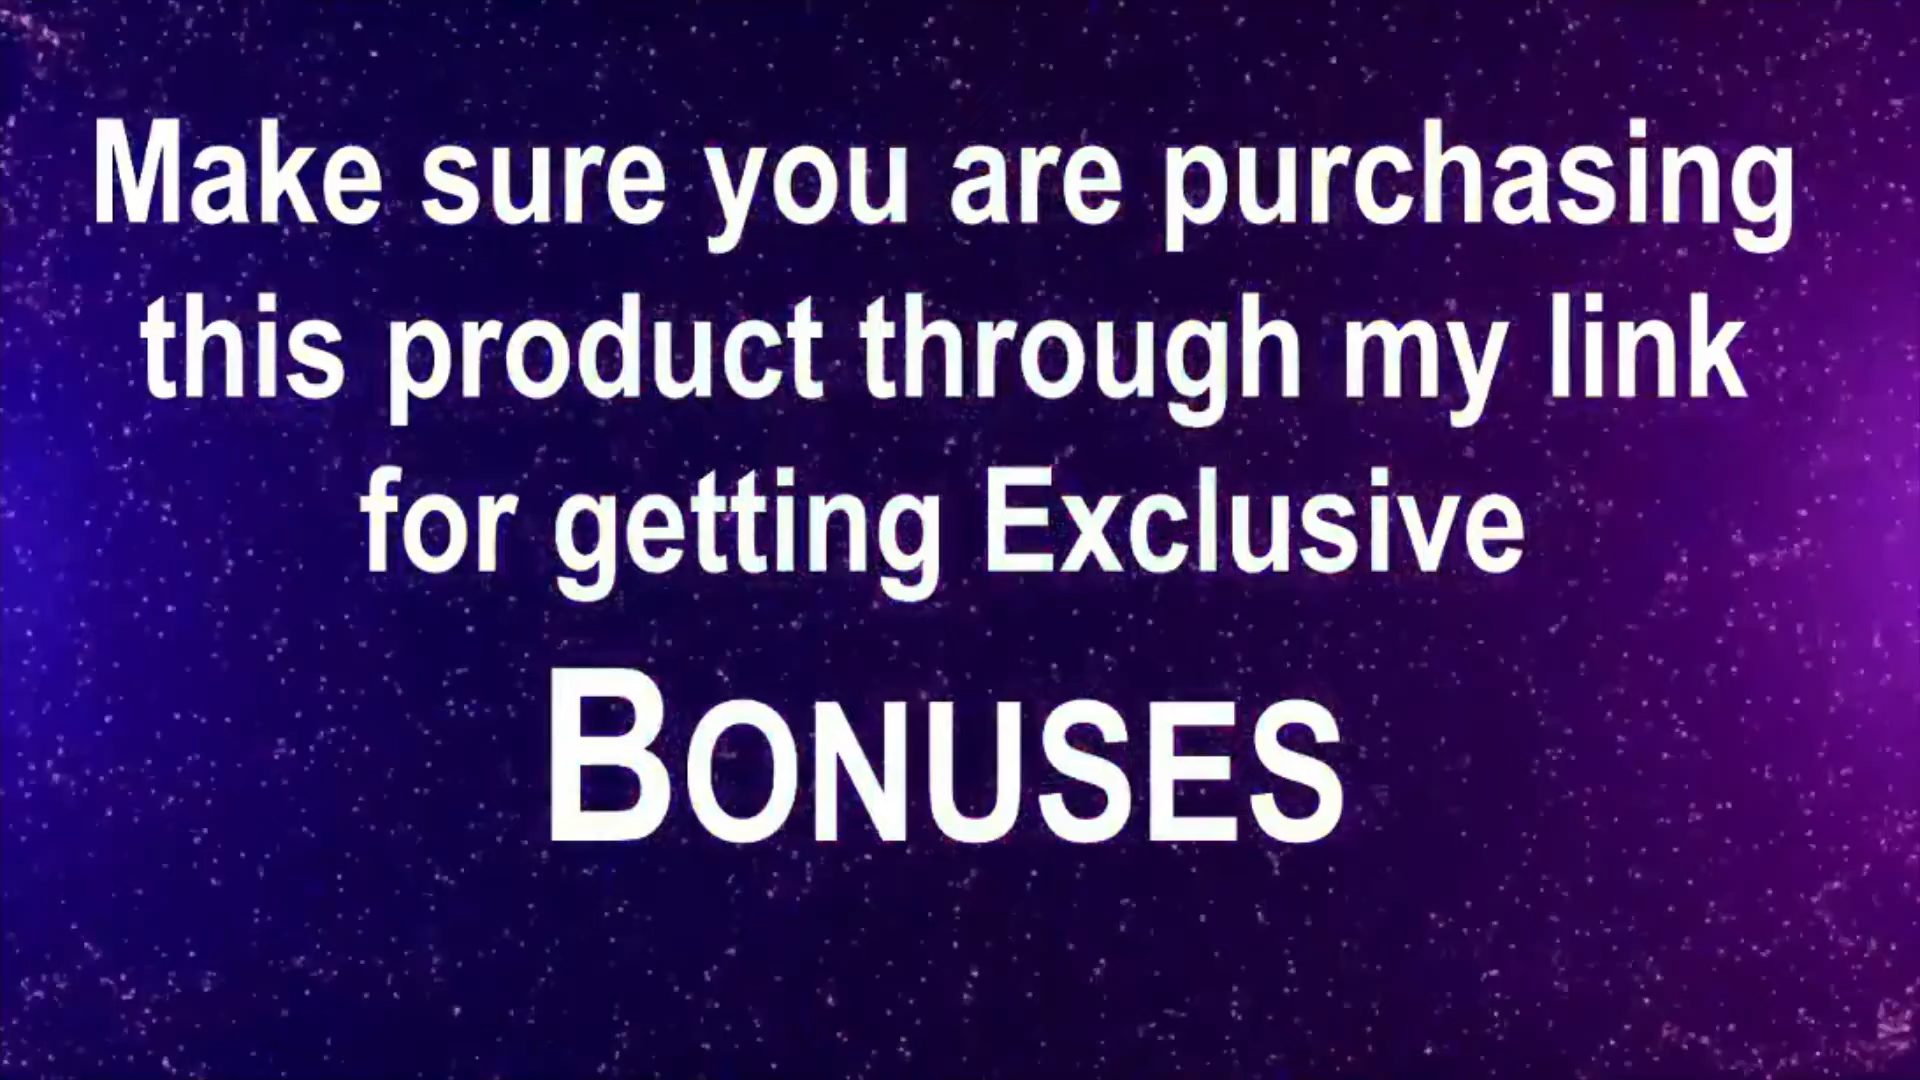 Make sure you are purchasing
this product through my link
for getting Exclusive
BONUSES